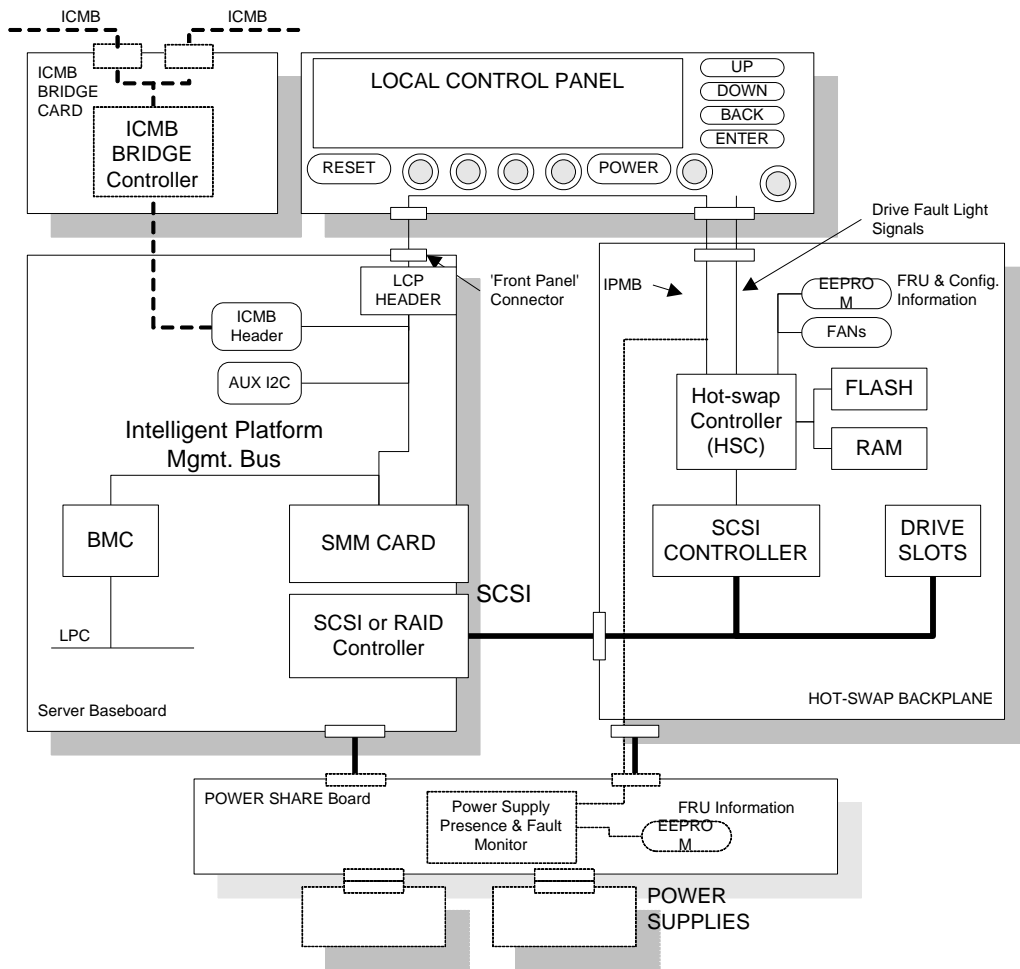 ICMB
ICMB
ICMB
BRIDGE
CARD
ICMB
BRIDGE
Controller
LOCAL CONTROL PANEL
UP
DOWN
BACK
ENTER
RESET
POWER
Drive Fault Light
Signals
LCP
HEADER
'Front Panel'
Connector
ICMB
Header
AUX I2C
Intelligent Platform
Mgmt. Bus
BMC
LPC
SMM CARD
SCSI or RAID
Controller
SCSI
Server Baseboard
IPMB
EEPRO
M
FRU & Config.
Information
FANs
Hot-swap
Controller
(HSC)
FLASH
RAM
SCSI
CONTROLLER
DRIVE
SLOTS
HOT-SWAP BACKPLANE
POWER SHARE Board
Power Supply
Presence & Fault
Monitor
FRU Information
EEPRO
M
POWER
SUPPLIES